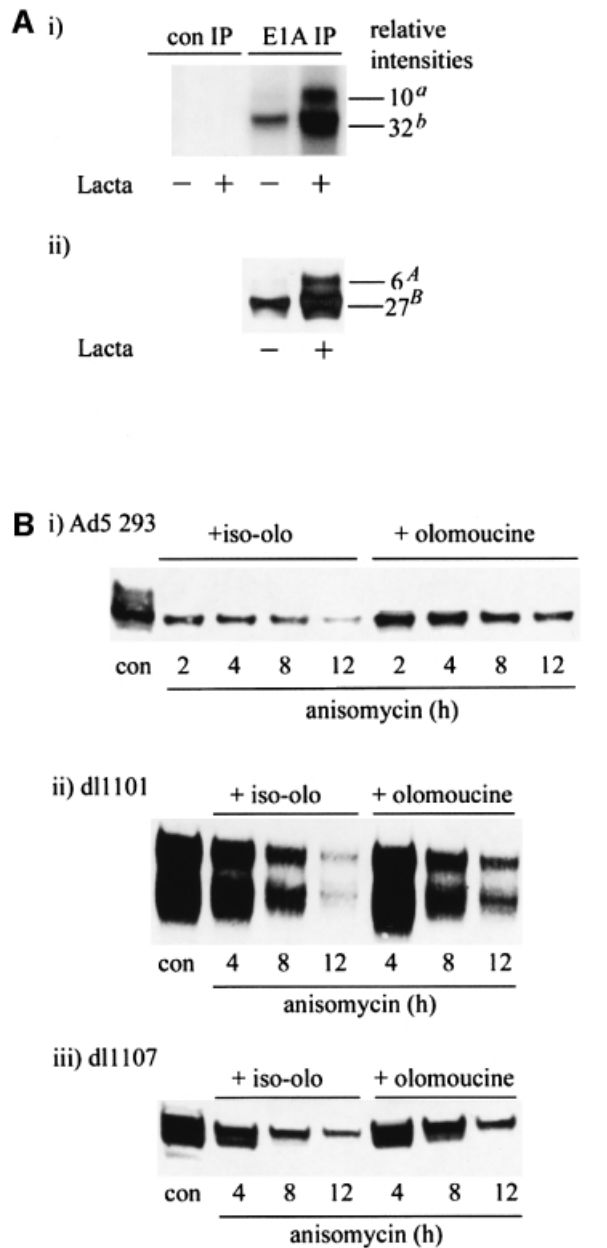 A i)
con IP E1A IP relative
intensities
10a
32b
Lacta − + − +
ii)
6A
27B
Lacta − +
B i) Ad5 293
+iso-olo + olomoucine
con 2 4 8 12 2 4 8 12
anisomycin (h)
ii) dl1101
+ iso-olo + olomoucine
con 4 8 12 4 8 12
anisomycin (h)
iii) dl1107
+ iso-olo + olomoucine
con 4 8 12 4 8 12
anisomycin (h)